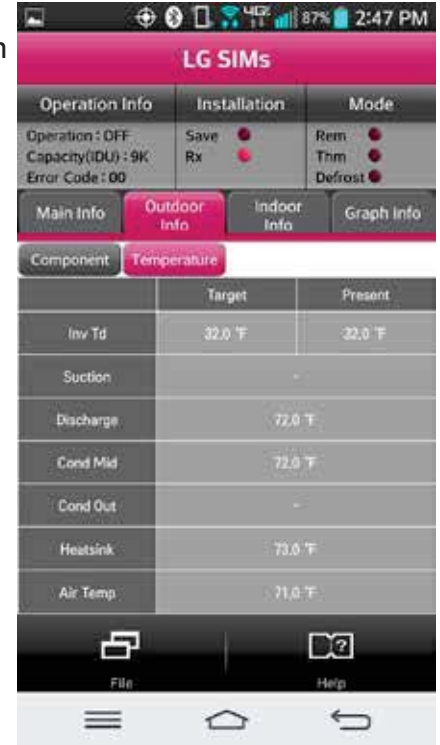 n
4G LTE 87% 2:47 PM
LG SIMs
Operation Info Installation Mode
Operation : OFF Save Rem
Capacity(IDU) : 9K Rx Thm
Error Code : 00 Defrost
Main Info Outdoor Info Indoor Info Graph Info
Component Temperature
Target Present
Inv Td 32.0 °F 32.0 °F
Suction -
Discharge 72.0 °F
Cond Mid 72.0 °F
Cond Out -
Heatsink 73.0 °F
Air Temp 71.0 °F
File Help